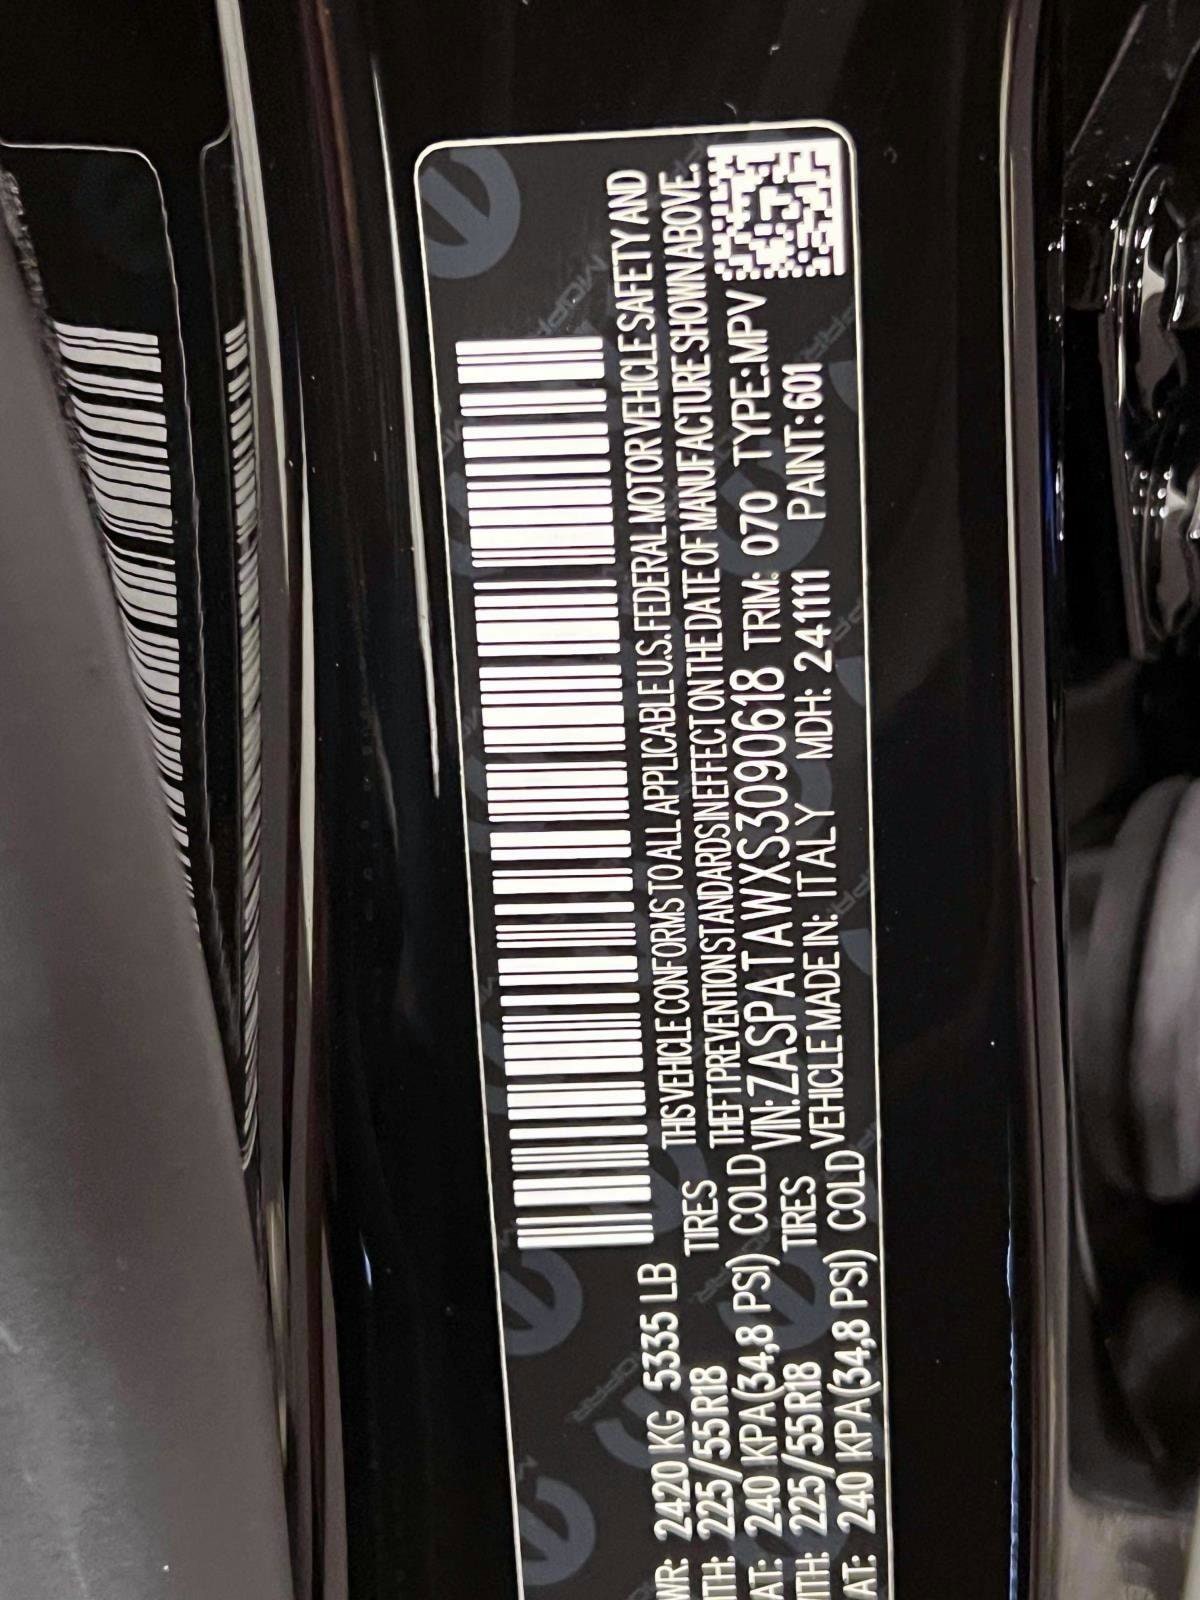 WR: 2420 KG 5335 LB
TIRES
225/55R18
AT: 240 KPA(34,8 PSI) COLD
TIRES
225/55R18
AT: 240 KPA(34,8 PSI) COLD
THIS VEHICLE CONFORMS TO ALL APPLICABLE U.S. FEDERAL MOTOR VEHICLE SAFETY AND
THEFT PREVENTION STANDARDS IN EFFECT ON THE DATE OF MANUFACTURE SHOWN ABOVE.
VIN: ZASPATAWXS3090618 TRIM: 070 TYPE: MPV
VEHICLE MADE IN: ITALY MDH: 241111 PAINT: 601
MOPAR